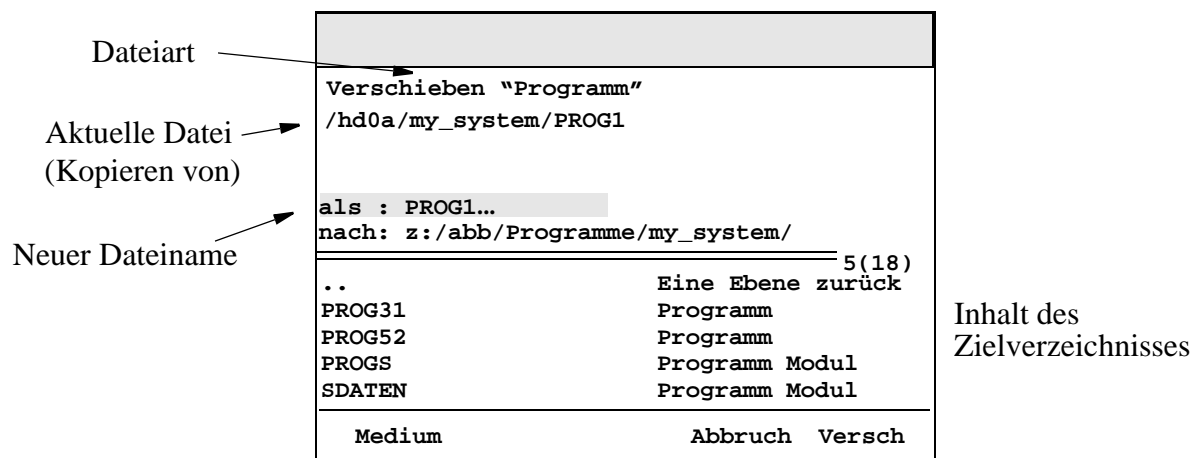 Dateiart
Verschieben “Programm”
Aktuelle Datei
(Kopieren von)
/hd0a/my_system/PROG1
als : PROG1…
nach: z:/abb/Programme/my_system/
Neuer Dateiname
5(18)
.. Eine Ebene zurück
PROG31 Programm
PROG52 Programm
PROGS Programm Modul
SDATEN Programm Modul
Inhalt des
Zielverzeichnisses
Medium Abbruch Versch